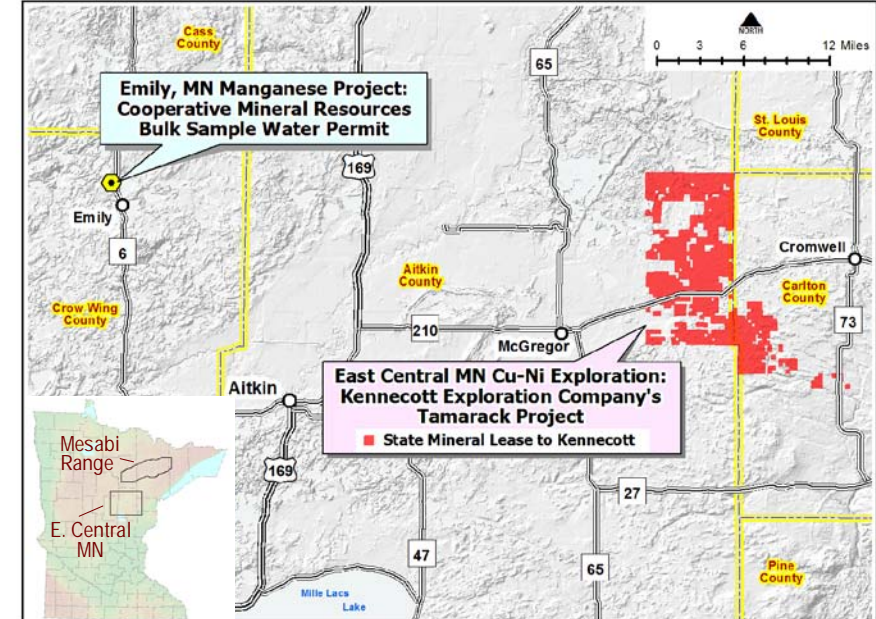 Cass
County
NORTH
0 3 6 12 Miles
65
Emily, MN Manganese Project:
Cooperative Mineral Resources
Bulk Sample Water Permit
St. Louis
County
169
Emily
6
Cromwell
Aitkin
County
Carlton
County
Crow Wing
County
73
210
McGregor
East Central MN Cu-Ni Exploration:
Kennecott Exploration Company's
Tamarack Project
State Mineral Lease to Kennecott
Aitkin
Mesabi
Range
169
27
E. Central
MN
47
65
Pine
County
Mille Lacs
Lake